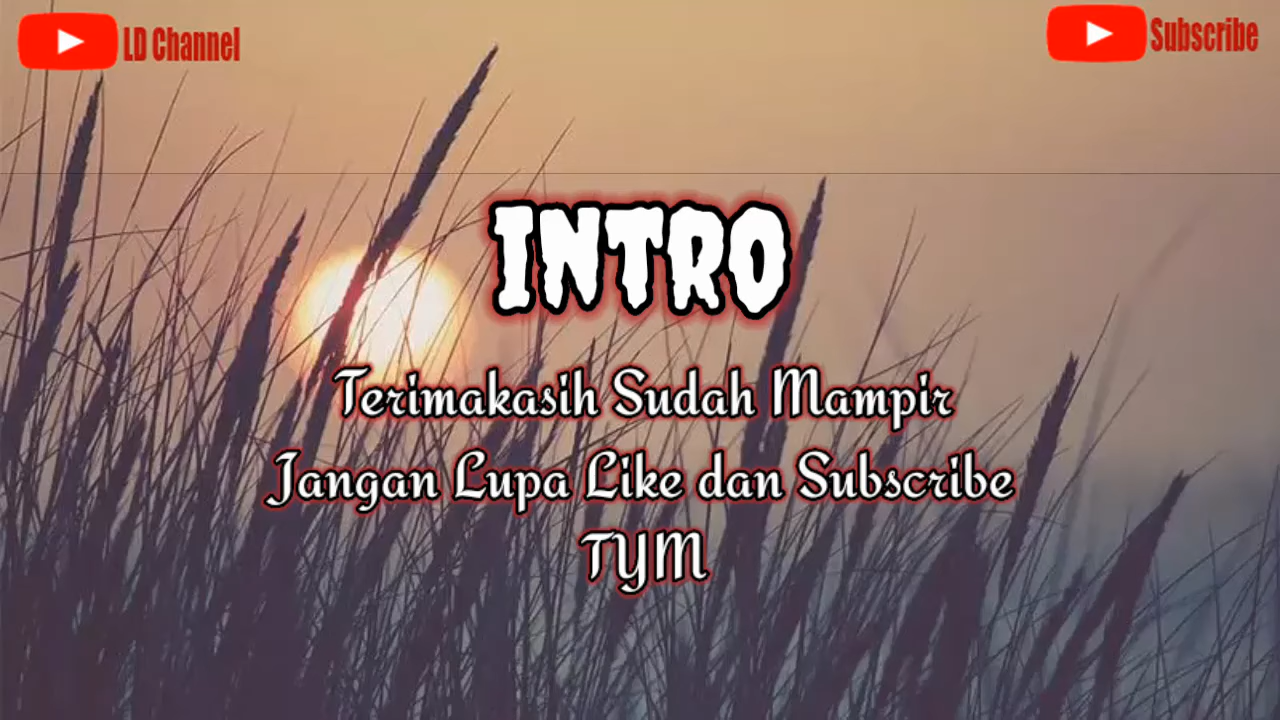 LD Channel
Subscribe
INTRO
Terimakasih Sudah Mampir
Jangan Lupa Like dan Subscribe
TYM